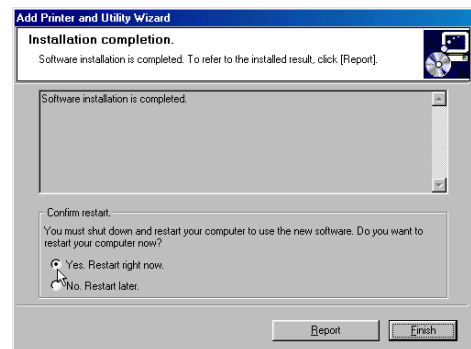 Add Printer and Utility Wizard
Installation completion.
Software installation is completed. To refer to the installed result, click [Report].
Software installation is completed.
Confirm restart.
You must shut down and restart your computer to use the new software. Do you want to
restart your computer now?
Yes. Restart right now.
No. Restart later.
Report
Finish